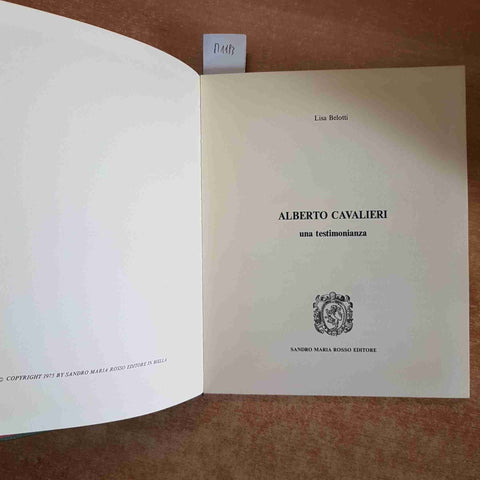 Lisa Belotti
ALBERTO CAVALIERI
una testimonianza
SANDRO MARIA ROSSO EDITORE
© COPYRIGHT 1975 BY SANDRO MARIA ROSSO EDITORE IN BIELLA